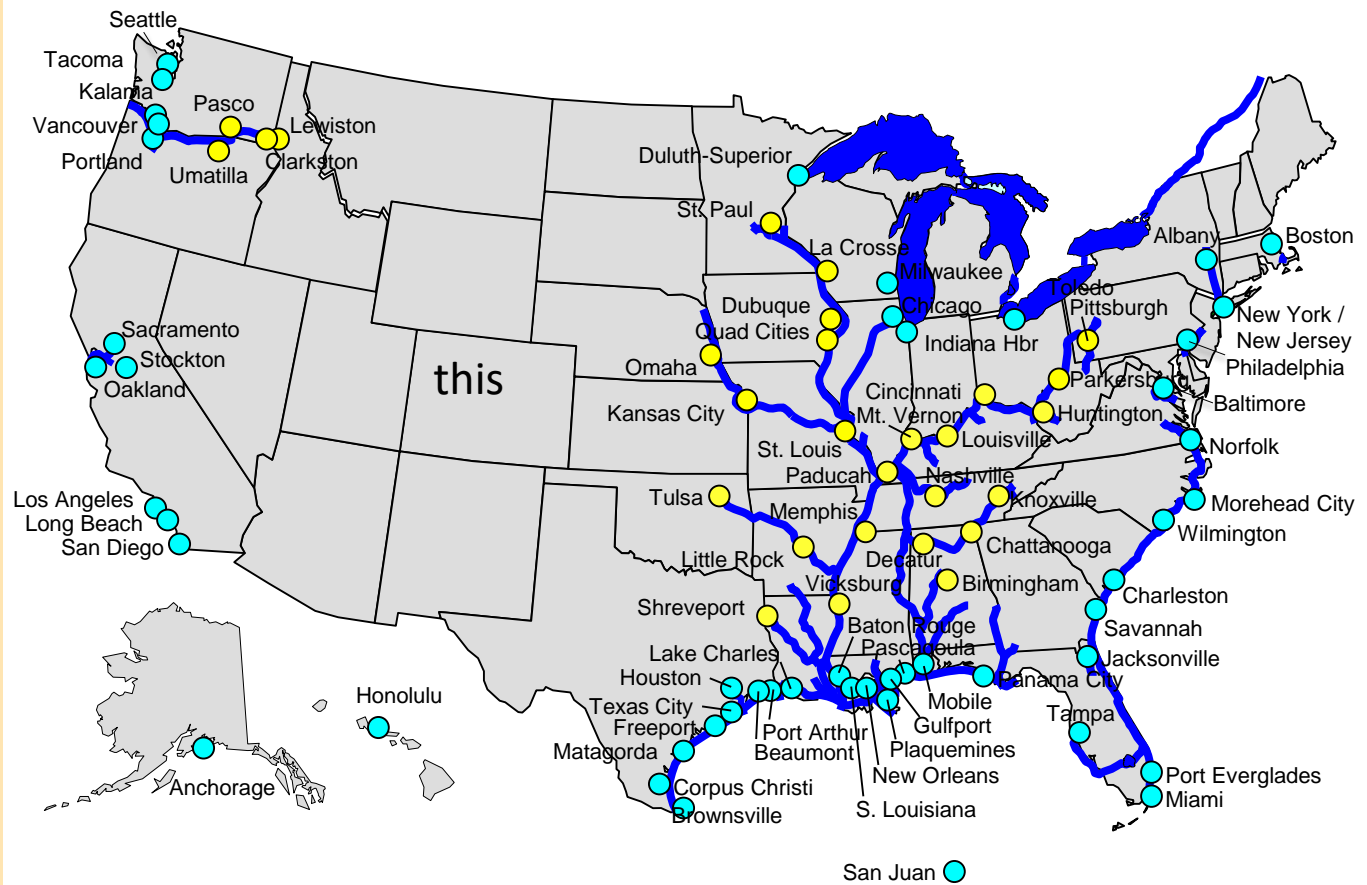 Seattle
Tacoma
Kalama
Pasco
Lewiston
Vancouver
Portland
Clarkston
Umatilla
Duluth-Superior
St. Paul
La Crosse
Milwaukee
Albany
Boston
Toledo
Dubuque
Chicago
Pittsburgh
New York /
New Jersey
Quad Cities
Indiana Hbr
Sacramento
Stockton
Oakland
this
Omaha
Philadelphia
Cincinnati
Parkersburg
Baltimore
Kansas City
Mt. Vernon
Huntington
St. Louis
Louisville
Norfolk
Paducah
Nashville
Los Angeles
Long Beach
San Diego
Tulsa
Memphis
Knoxville
Morehead City
Wilmington
Little Rock
Decatur
Chattanooga
Vicksburg
Birmingham
Shreveport
Charleston
Baton Rouge
Savannah
Pascagoula
Lake Charles
Jacksonville
Houston
Panama City
Honolulu
Texas City
Mobile
Tampa
Freeport
Port Arthur
Gulfport
Matagorda
Beaumont
Plaquemines
Anchorage
New Orleans
Port Everglades
Corpus Christi
Miami
Brownsville
S. Louisiana
San Juan